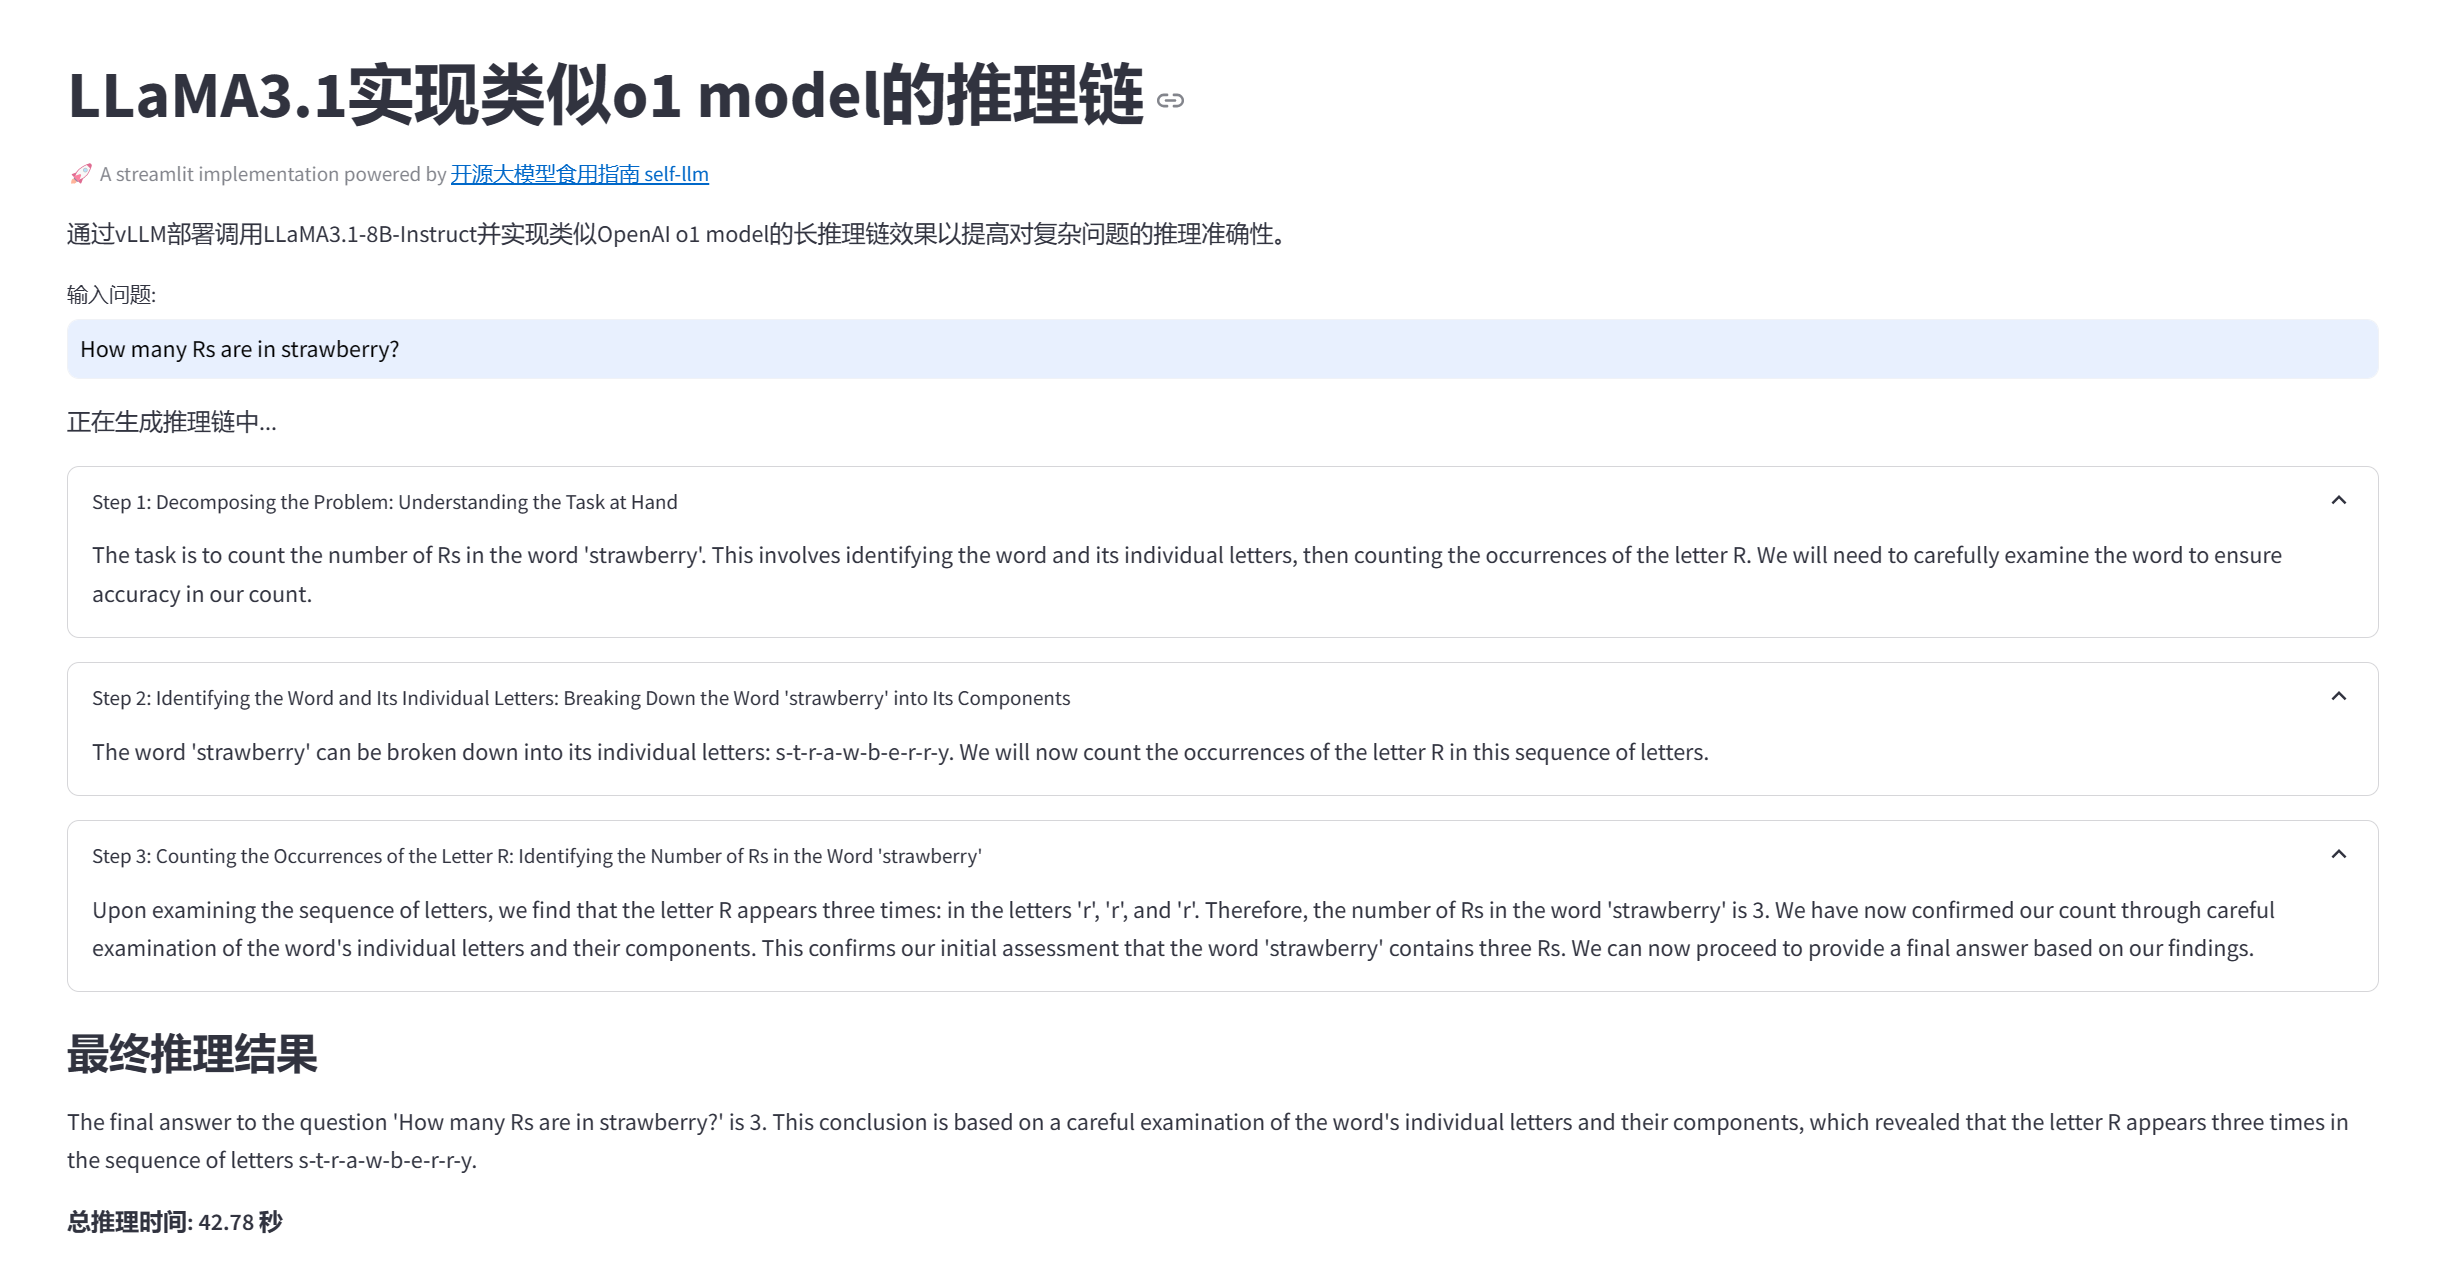 LLaMA3.1实现类似o1 model的推理链
🚀 A streamlit implementation powered by 开源大模型食用指南 self-llm
通过vLLM部署调用LLaMA3.1-8B-Instruct并实现类似OpenAI o1 model的长推理链效果以提高对复杂问题的推理准确性。
输入问题:
How many Rs are in strawberry?
正在生成推理链中...
Step 1: Decomposing the Problem: Understanding the Task at Hand
The task is to count the number of Rs in the word 'strawberry'. This involves identifying the word and its individual letters, then counting the occurrences of the letter R. We will need to carefully examine the word to ensure
accuracy in our count.
Step 2: Identifying the Word and Its Individual Letters: Breaking Down the Word 'strawberry' into Its Components
The word 'strawberry' can be broken down into its individual letters: s-t-r-a-w-b-e-r-r-y. We will now count the occurrences of the letter R in this sequence of letters.
Step 3: Counting the Occurrences of the Letter R: Identifying the Number of Rs in the Word 'strawberry'
Upon examining the sequence of letters, we find that the letter R appears three times: in the letters 'r', 'r', and 'r'. Therefore, the number of Rs in the word 'strawberry' is 3. We have now confirmed our count through careful
examination of the word's individual letters and their components. This confirms our initial assessment that the word 'strawberry' contains three Rs. We can now proceed to provide a final answer based on our findings.
最终推理结果
The final answer to the question 'How many Rs are in strawberry?' is 3. This conclusion is based on a careful examination of the word's individual letters and their components, which revealed that the letter R appears three times in
the sequence of letters s-t-r-a-w-b-e-r-r-y.
总推理时间: 42.78 秒